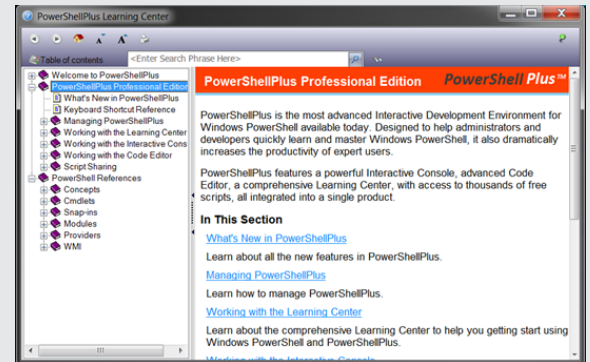 PowerShellPlus Learning Center
Table of contents
<Enter Search Phrase Here>
Welcome to PowerShellPlus
PowerShellPlus Professional Edition
What's New in PowerShellPlus
Keyboard Shortcut Reference
Managing PowerShellPlus
Working with the Learning Center
Working with the Interactive Cons
Working with the Code Editor
Script Sharing
PowerShell References
Concepts
Cmdlets
Snap-ins
Modules
Providers
WMI
PowerShellPlus Professional Edition
PowerShell Plus™
PowerShellPlus is the most advanced Interactive Development Environment for
Windows PowerShell available today. Designed to help administrators and
developers quickly learn and master Windows PowerShell, it also dramatically
increases the productivity of expert users.
PowerShellPlus features a powerful Interactive Console, advanced Code
Editor, a comprehensive Learning Center, with access to thousands of free
scripts, all integrated into a single product.
In This Section
What's New in PowerShellPlus
Learn about all the new features in PowerShellPlus.
Managing PowerShellPlus
Learn how to manage PowerShellPlus.
Working with the Learning Center
Learn about the comprehensive Learning Center to help you getting start using
Windows PowerShell and PowerShellPlus.
Working with the Interactive Console